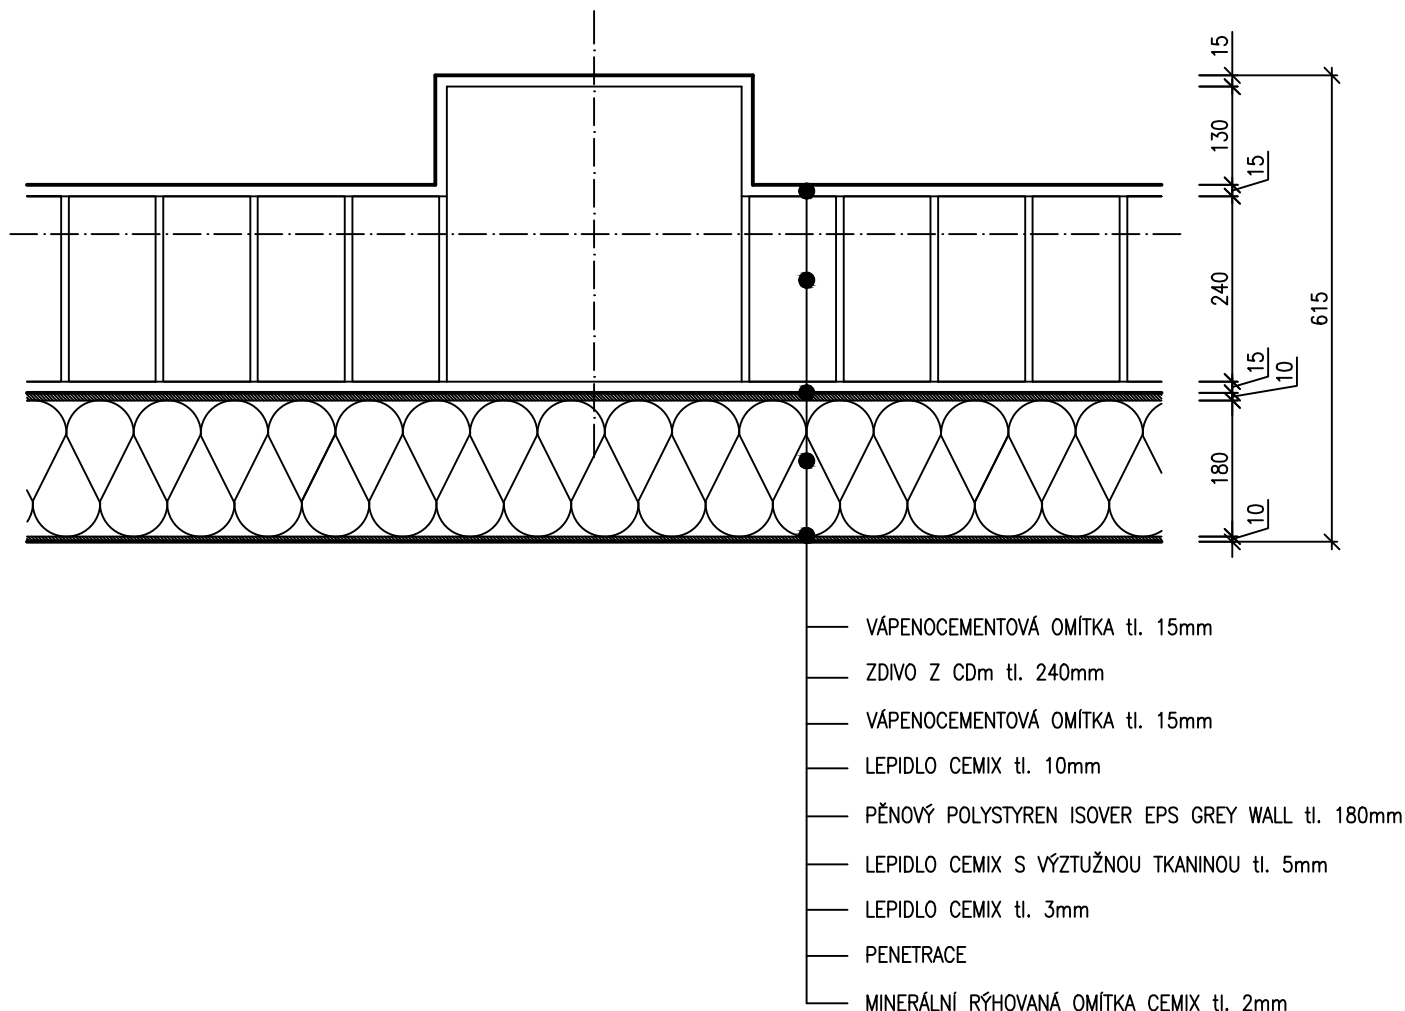 15
130
15
240
615
15
10
180
10
VÁPENOCEMENTOVÁ OMÍTKA tl. 15mm
ZDIVO Z CDm tl. 240mm
VÁPENOCEMENTOVÁ OMÍTKA tl. 15mm
LEPIDLO CEMIX tl. 10mm
PĚNOVÝ POLYSTYREN ISOVER EPS GREY WALL tl. 180mm
LEPIDLO CEMIX S VÝZTUŽNOU TKANINOU tl. 5mm
LEPIDLO CEMIX tl. 3mm
PENETRACE
MINERÁLNÍ RÝHOVANÁ OMÍTKA CEMIX tl. 2mm